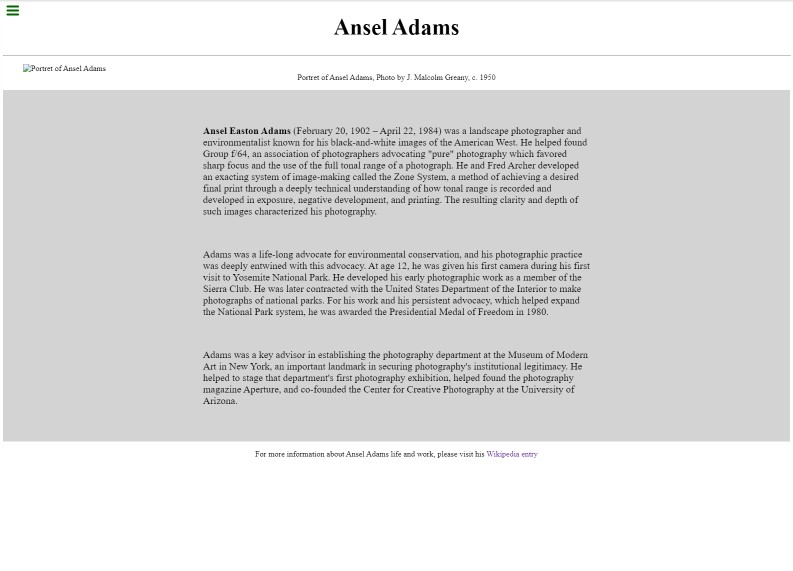 Ansel Adams
Portret of Ansel Adams
Portret of Ansel Adams, Photo by J. Malcolm Greany, c. 1950
Ansel Easton Adams (February 20, 1902 – April 22, 1984) was a landscape photographer and
environmentalist known for his black-and-white images of the American West. He helped found
Group f/64, an association of photographers advocating "pure" photography which favored
sharp focus and the use of the full tonal range of a photograph. He and Fred Archer developed
an exacting system of image-making called the Zone System, a method of achieving a desired
final print through a deeply technical understanding of how tonal range is recorded and
developed in exposure, negative development, and printing. The resulting clarity and depth of
such images characterized his photography.
Adams was a life-long advocate for environmental conservation, and his photographic practice
was deeply entwined with this advocacy. At age 12, he was given his first camera during his first
visit to Yosemite National Park. He developed his early photographic work as a member of the
Sierra Club. He was later contracted with the United States Department of the Interior to make
photographs of national parks. For his work and his persistent advocacy, which helped expand
the National Park system, he was awarded the Presidential Medal of Freedom in 1980.
Adams was a key advisor in establishing the photography department at the Museum of Modern
Art in New York, an important landmark in securing photography's institutional legitimacy. He
helped to stage that department's first photography exhibition, helped found the photography
magazine Aperture, and co-founded the Center for Creative Photography at the University of
Arizona.
For more information about Ansel Adams life and work, please visit his Wikipedia entry